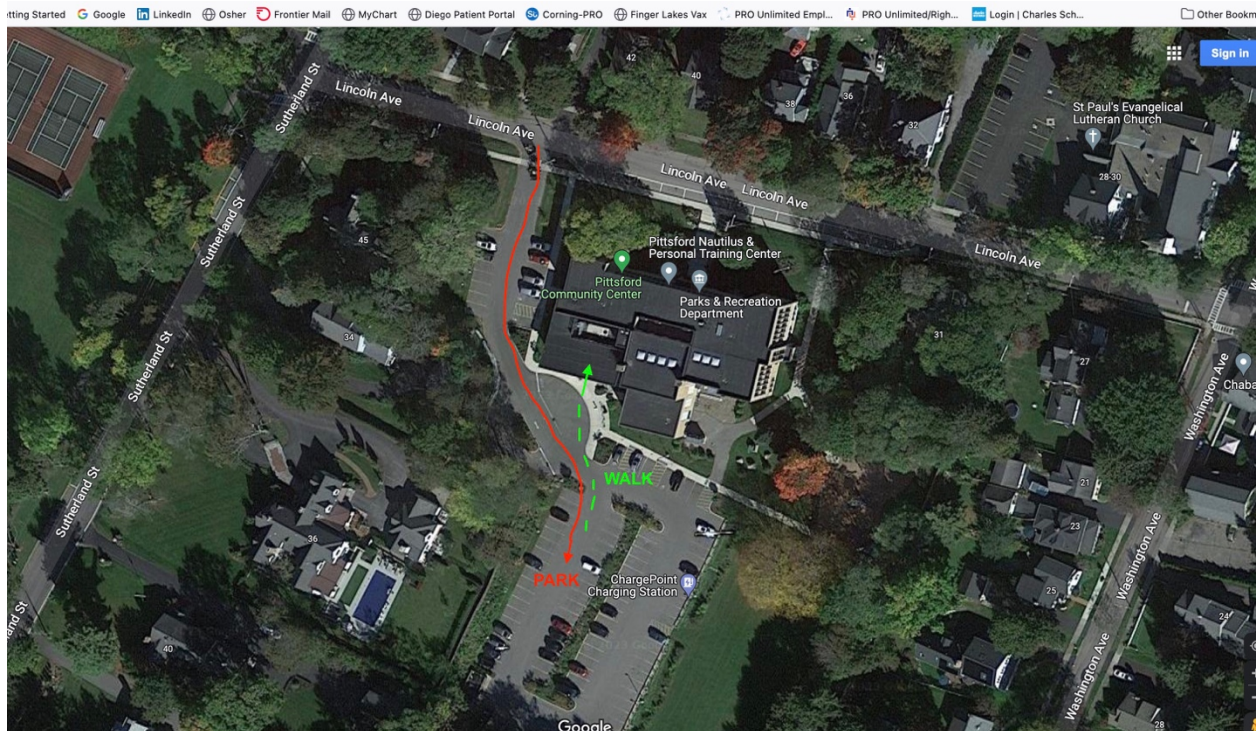 etting Started
Google
LinkedIn
Osher
Frontier Mail
MyChart
Diego Patient Portal
Corning-PRO
Finger Lakes Vax
PRO Unlimited Empl...
PRO Unlimited/Righ...
Login | Charles Sch...
Other Bookm
Sign in
Sutherland St
Lincoln Ave
Lincoln Ave
42
40
38
36
32
St Paul's Evangelical
Lutheran Church
28-30
Lincoln Ave
Lincoln Ave
Lincoln Ave
Sutherland St
45
Pittsford Nautilus &
Personal Training Center
Pittsford
Community Center
Parks & Recreation
Department
34
31
27
Chaba
Sutherland St
Washington Ave
WALK
21
Sutherland St
36
23
PARK
ChargePoint
Charging Station
25
Washington Ave
24
land St
40
Washington Ave
28
Google